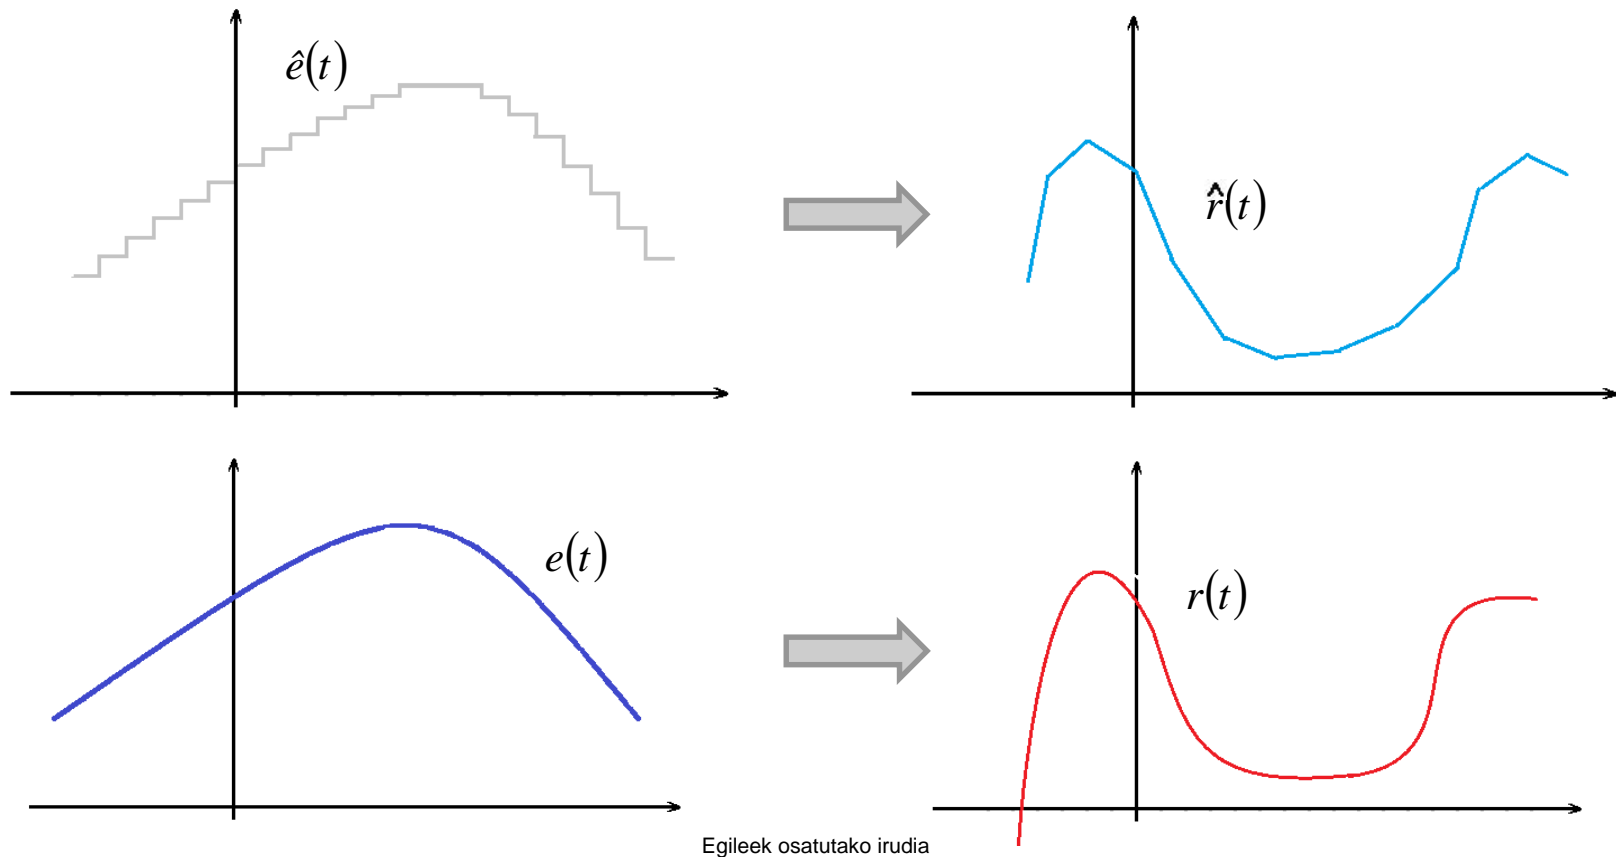 ê(t)
r̂(t)
e(t)
r(t)
Egileek osatutako irudia